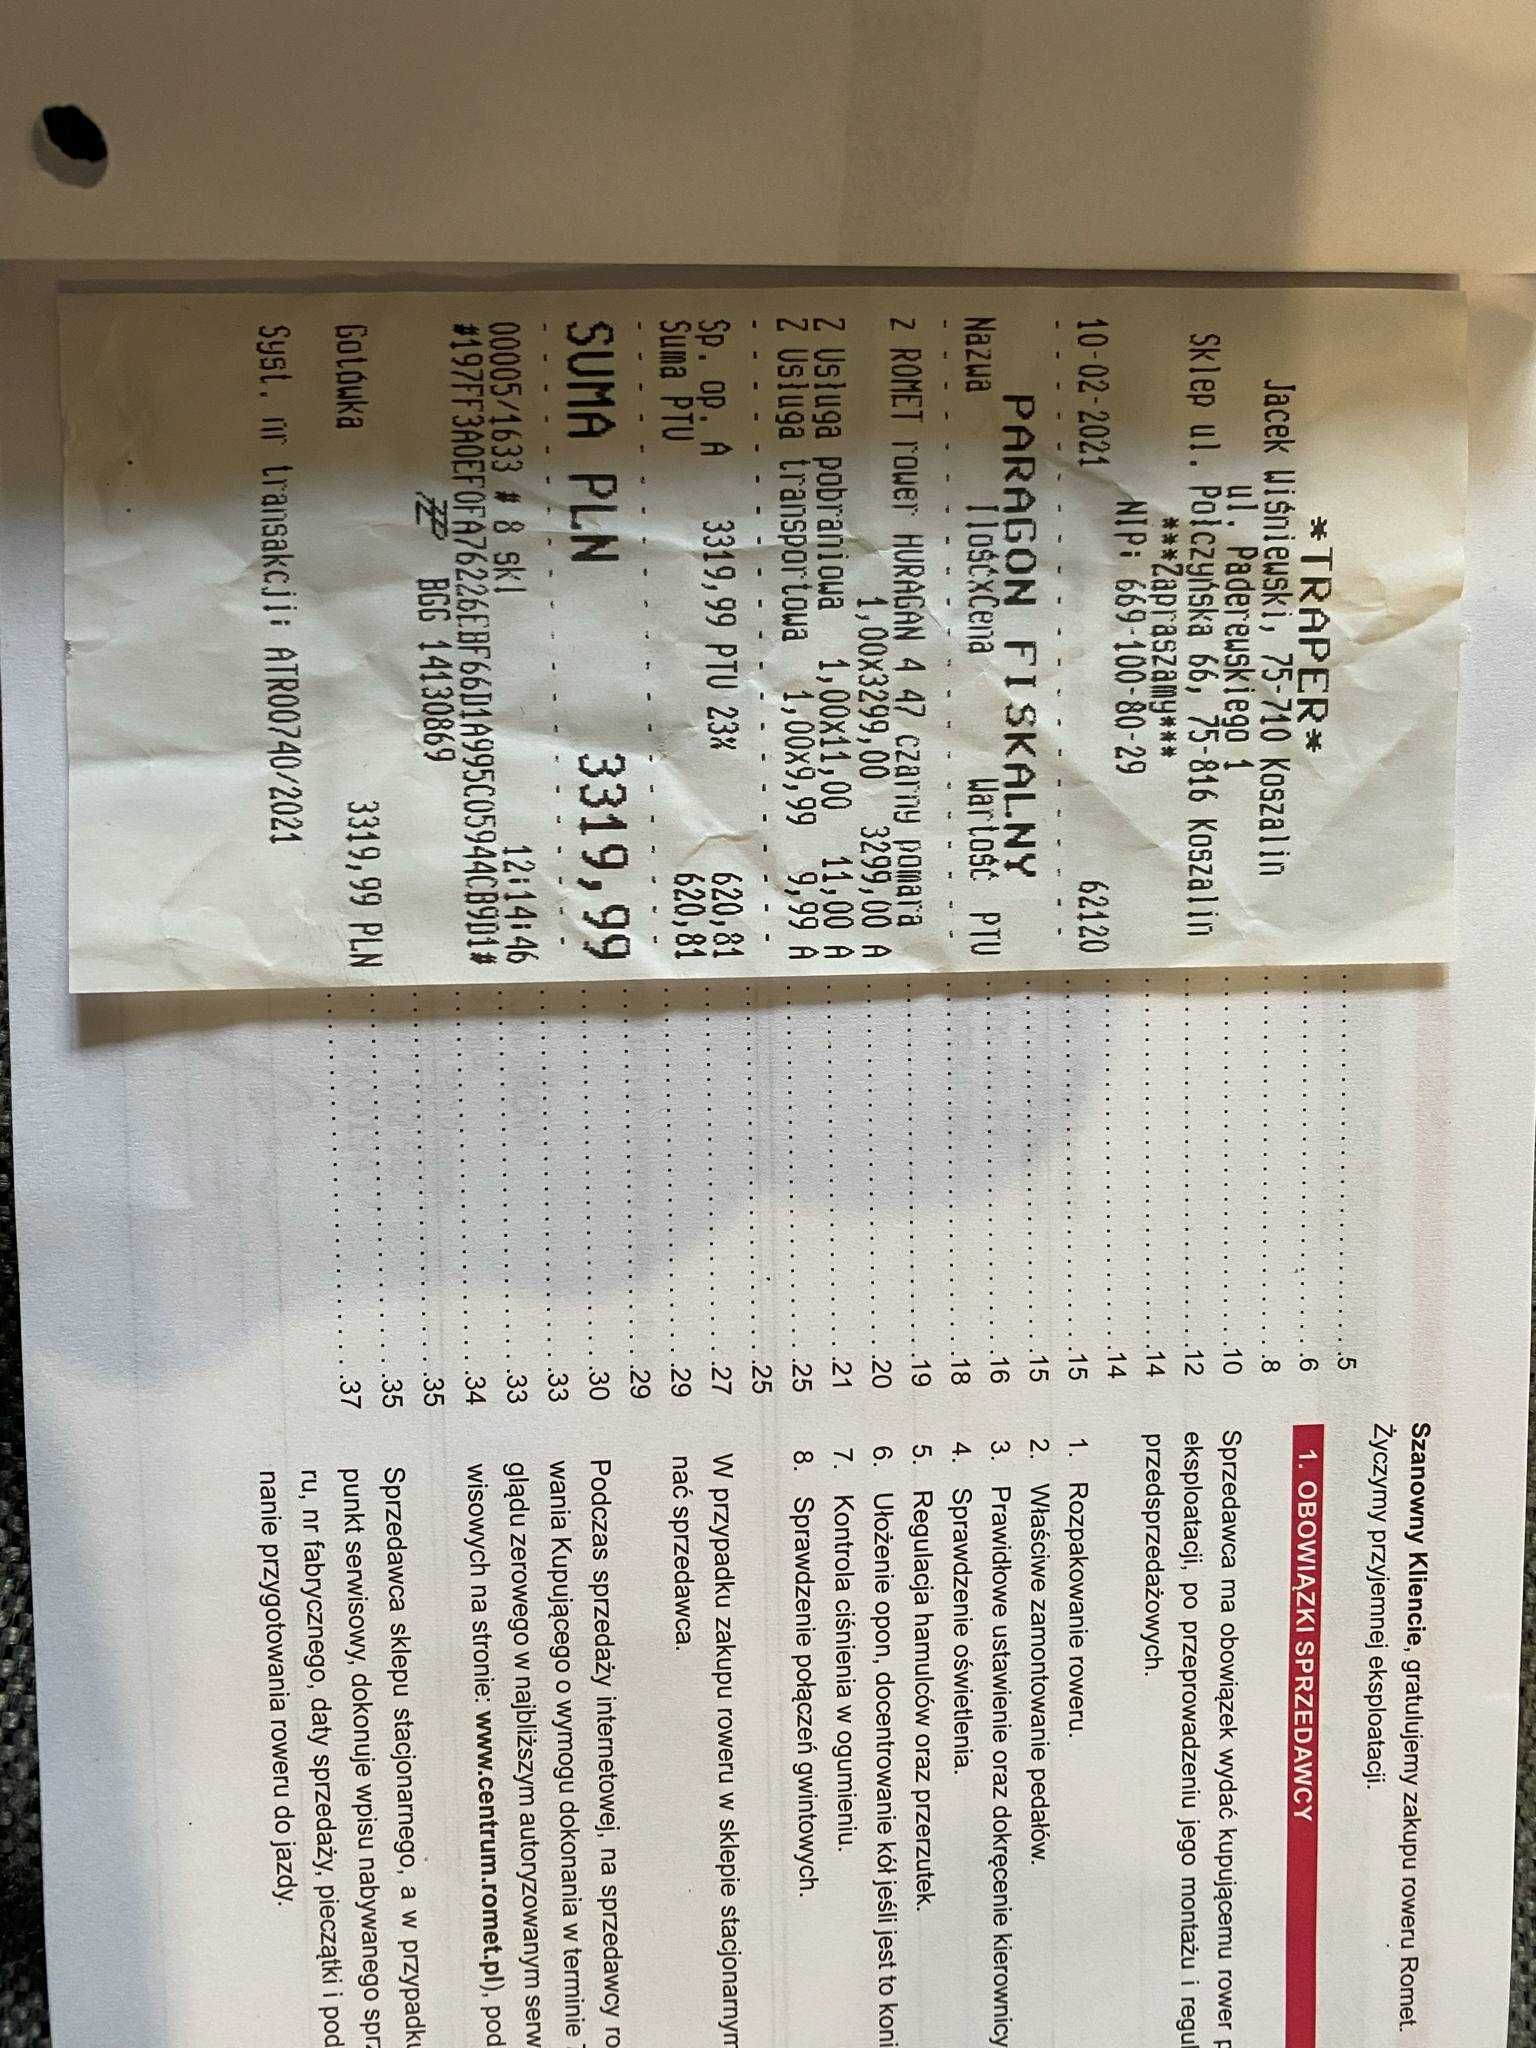 *TRAPER*
Jacek Wiśniewski, 75-710 Koszalin
ul. Paderewskiego 1
Sklep ul. Połczyńska 66, 75-816 Koszalin
***Zapraszamy***
NIP: 669-100-80-29
10-02-2021 62120
PARAGON FISKALNY
Nazwa IlośćxCena Wartość PTU
Z ROMET rower HURAGAN 4 47 czarny pomara
1,00x3299,00 3299,00 A
Z Usługa pobraniowa 1,00x11,00 11,00 A
Z Usługa transportowa 1,00x9,99 9,99 A
Sp. op. A 3319,99 PTU 23% 620,81
Suma PTU 620,81
SUMA PLN 3319,99
00005/1633 # 8 skl 12:14:46
#197FF3A0EF0FA76226EBF66D1A995C05944CB9D1#
BGG 14130869
Gotówka 3319,99 PLN
Syst. nr transakcji: ATR00740/2021
.5
.6
.8
.10
.12
.14
.14
.15
.15
.16
.18
.19
.20
.21
.25
.25
.27
.29
.29
.30
.33
.33
.34
.35
.35
.37
Szanowny Kliencie, gratulujemy zakupu roweru Romet.
Życzymy przyjemnej eksploatacji.
1. OBOWIĄZKI SPRZEDAWCY
Sprzedawca ma obowiązek wydać kupującemu rower p
eksploatacji, po przeprowadzeniu jego montażu i regul
przedsprzedażowych.
1. Rozpakowanie roweru.
2. Właściwe zamontowanie pedałów.
3. Prawidłowe ustawienie oraz dokręcenie kierownicy
4. Sprawdzenie oświetlenia.
5. Regulacja hamulców oraz przerzutek.
6. Ułożenie opon, docentrowanie kół jeśli jest to koni
7. Kontrola ciśnienia w ogumieniu.
8. Sprawdzenie połączeń gwintowych.
W przypadku zakupu roweru w sklepie stacjonarnym
nać sprzedawca.
Podczas sprzedaży internetowej, na sprzedawcy ro
wania Kupującego o wymogu dokonania w terminie
glądu zerowego w najbliższym autoryzowanym serw
wisowych na stronie: www.centrum.romet.pl), pod
Sprzedawca sklepu stacjonarnego, a w przypadku
punkt serwisowy, dokonuje wpisu nabywanego sprz
ru, nr fabrycznego, daty sprzedaży, pieczątki i pod
nanie przygotowania roweru do jazdy.